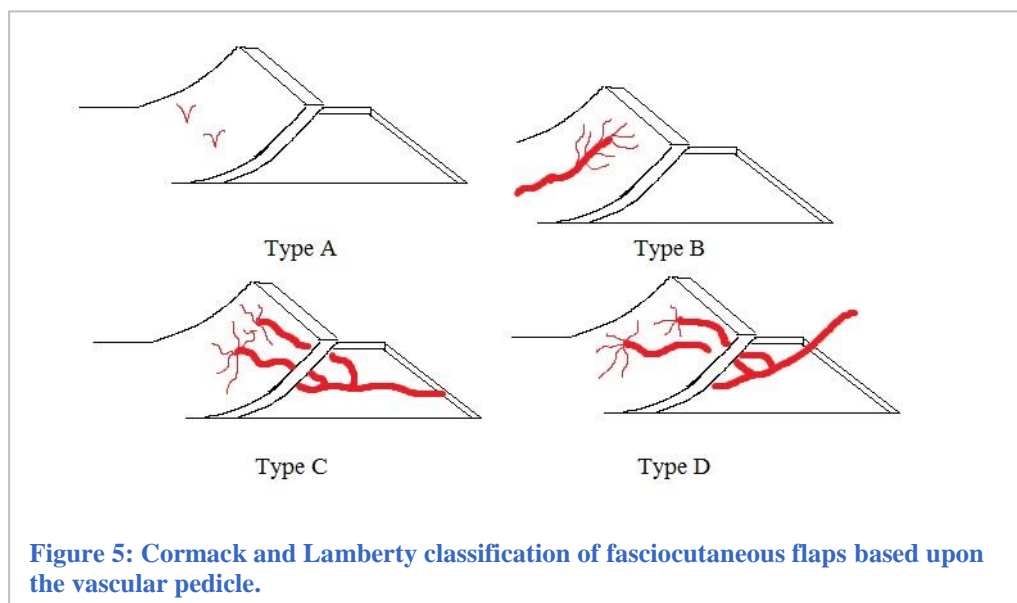 Type A
Type B
Type C
Type D
Figure 5: Cormack and Lamberty classification of fasciocutaneous flaps based upon
the vascular pedicle.